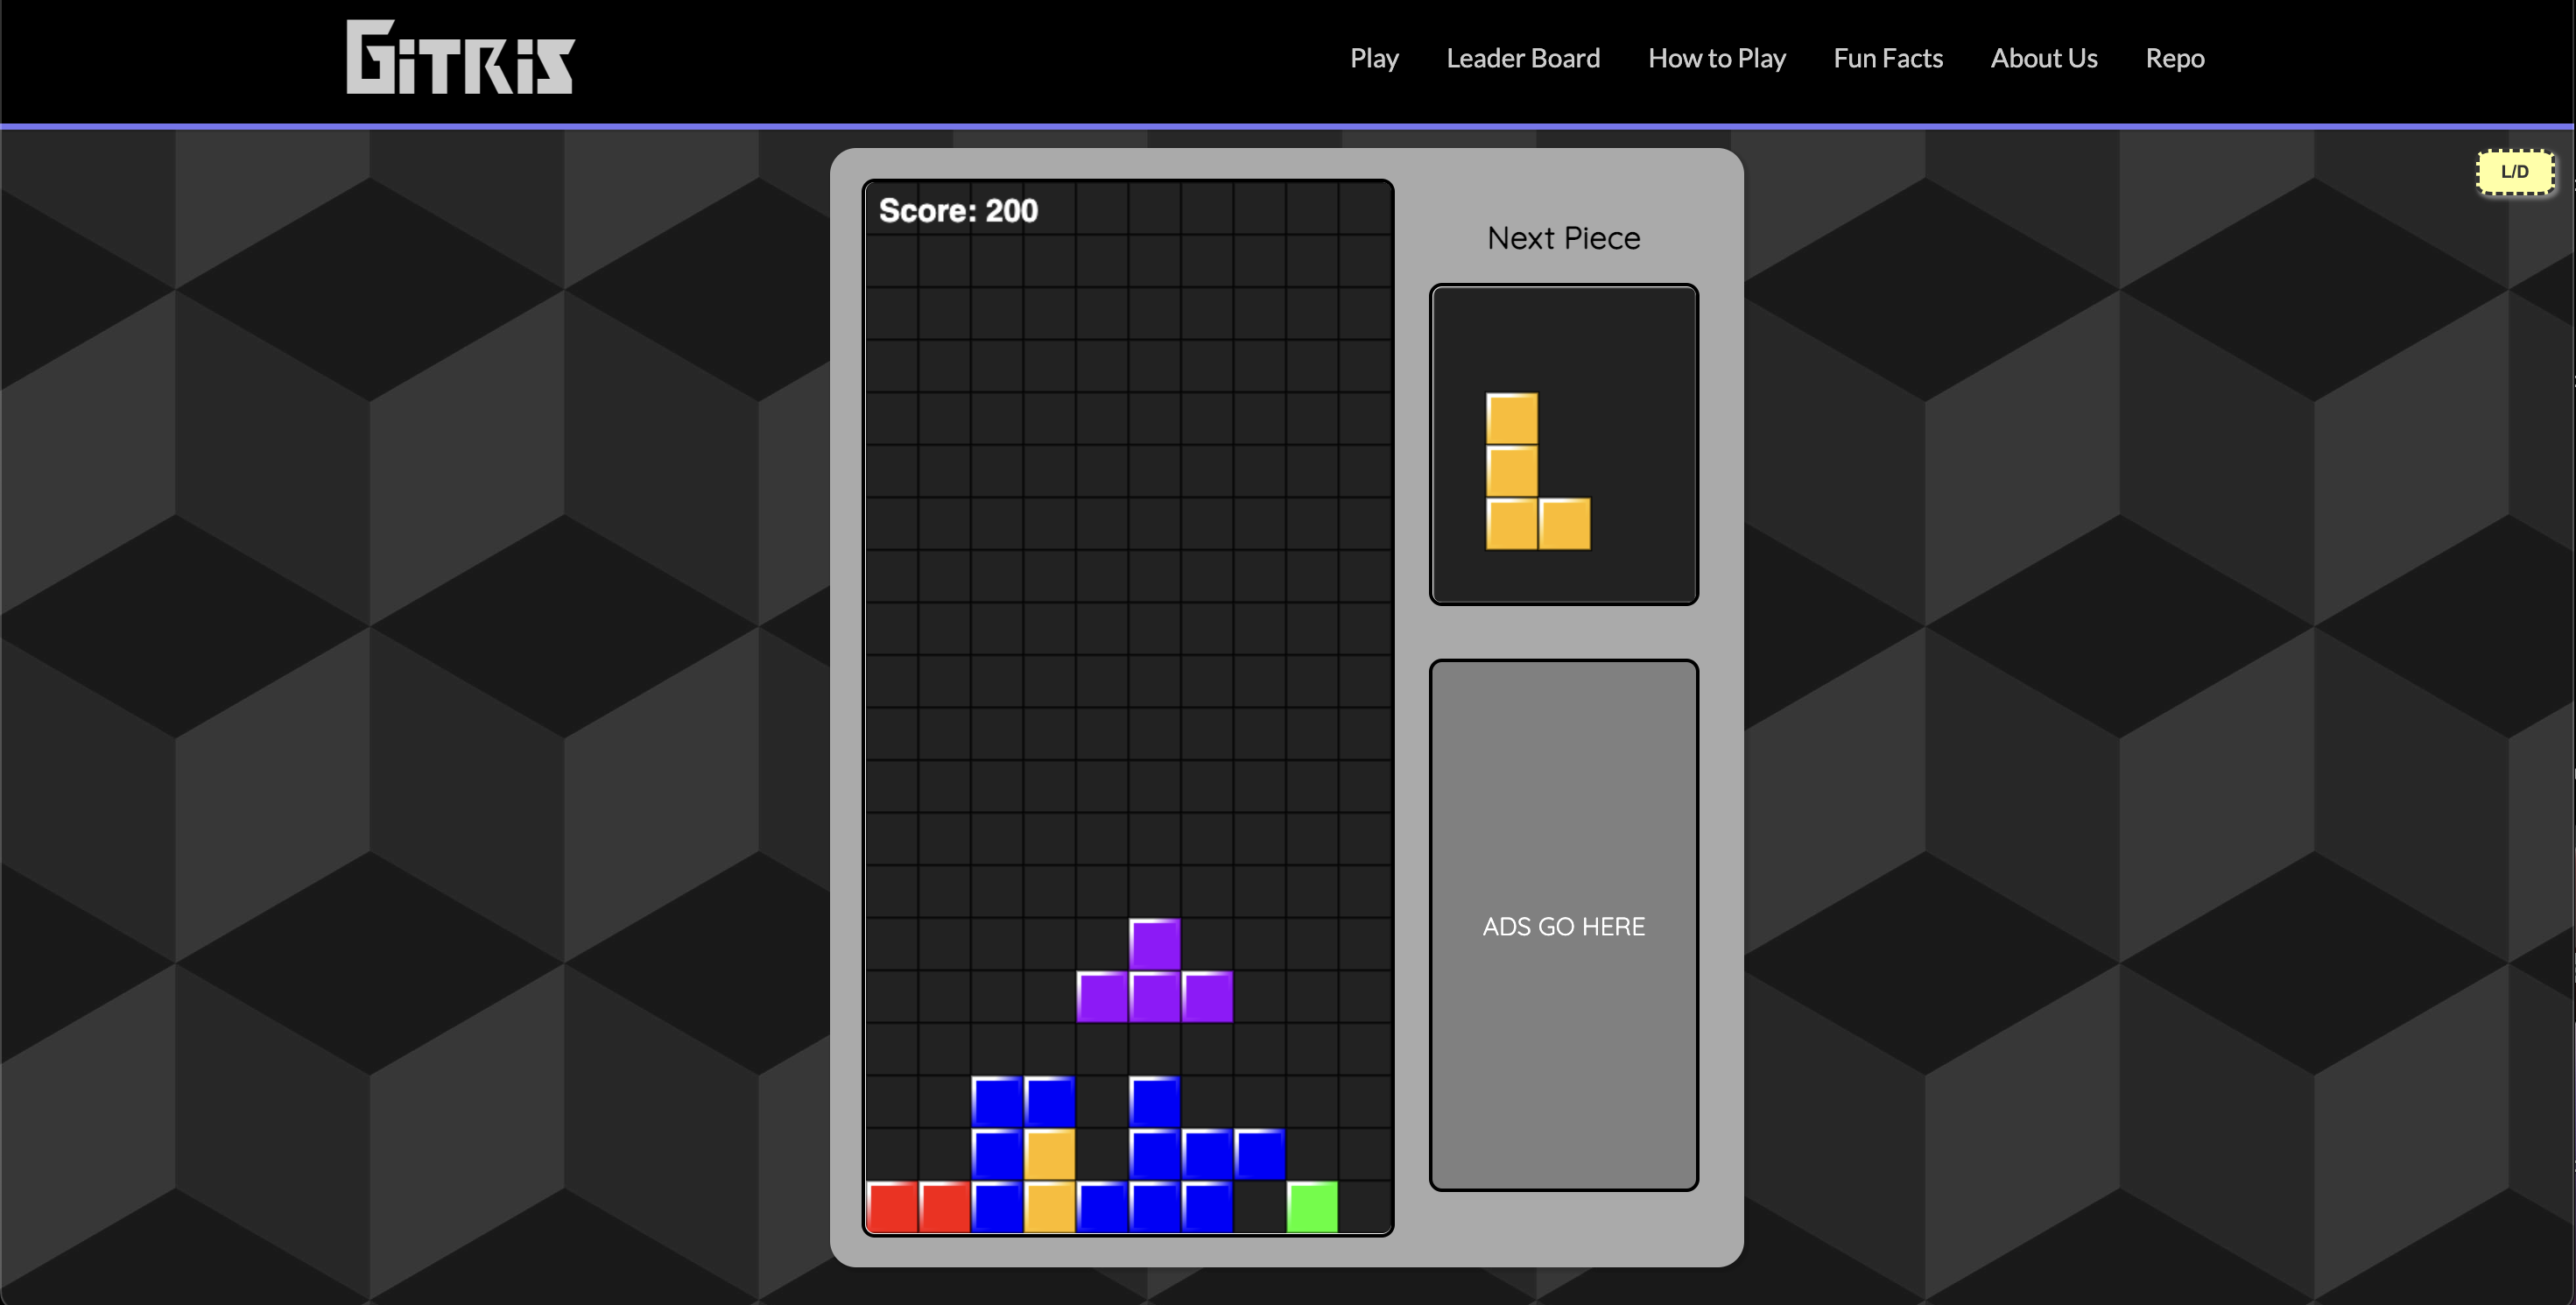 GiTRiS
Play Leader Board How to Play Fun Facts About Us Repo
L/D
Score: 200
Next Piece
ADS GO HERE